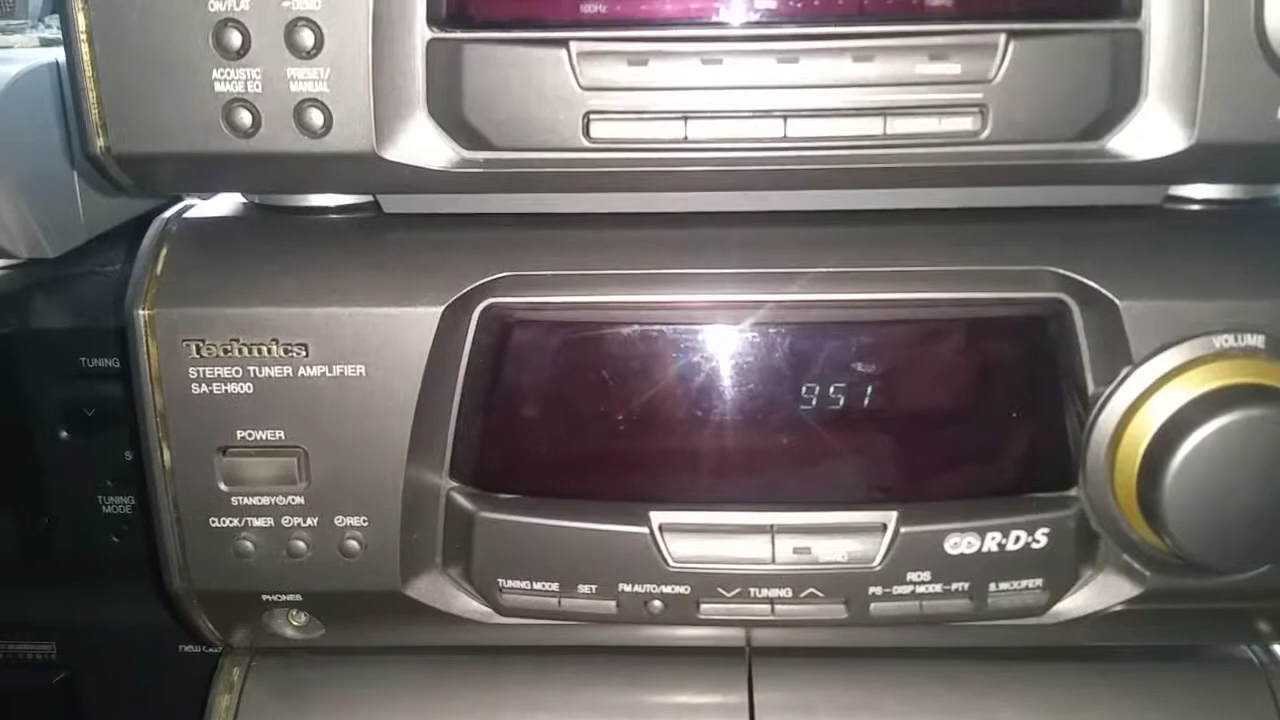 ON/FLAT
DEMO
ACOUSTIC
IMAGE EQ
PRESET/
MANUAL
100Hz
Technics
STEREO TUNER AMPLIFIER
SA-EH600
POWER
STANDBY⏻/ON
CLOCK/TIMER
PLAY
REC
PHONES
951
VOLUME
R·D·S
TUNING MODE
SET
FM AUTO/MONO
TUNING
RDS
PS–DISP MODE–PTY
S.WOOFER
TUNING
TUNING
MODE